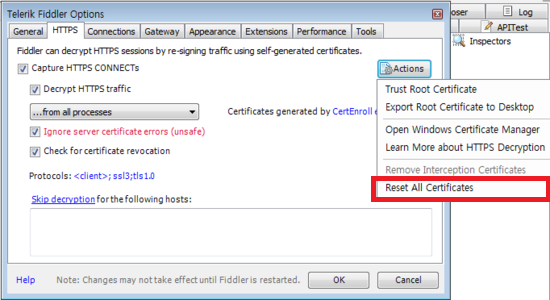 Telerik Fiddler Options
General HTTPS Connections Gateway Appearance Extensions Performance Tools
Fiddler can decrypt HTTPS sessions by re-signing traffic using self-generated certificates.
Capture HTTPS CONNECTs
Actions
Decrypt HTTPS traffic
...from all processes
Certificates generated by CertEnroll
Ignore server certificate errors (unsafe)
Check for certificate revocation
Protocols: <client>; ssl3;tls1.0
Skip decryption for the following hosts:
Help
Note: Changes may not take effect until Fiddler is restarted.
OK
Cancel
Trust Root Certificate
Export Root Certificate to Desktop
Open Windows Certificate Manager
Learn More about HTTPS Decryption
Remove Interception Certificates
Reset All Certificates
Log
APITest
Inspectors